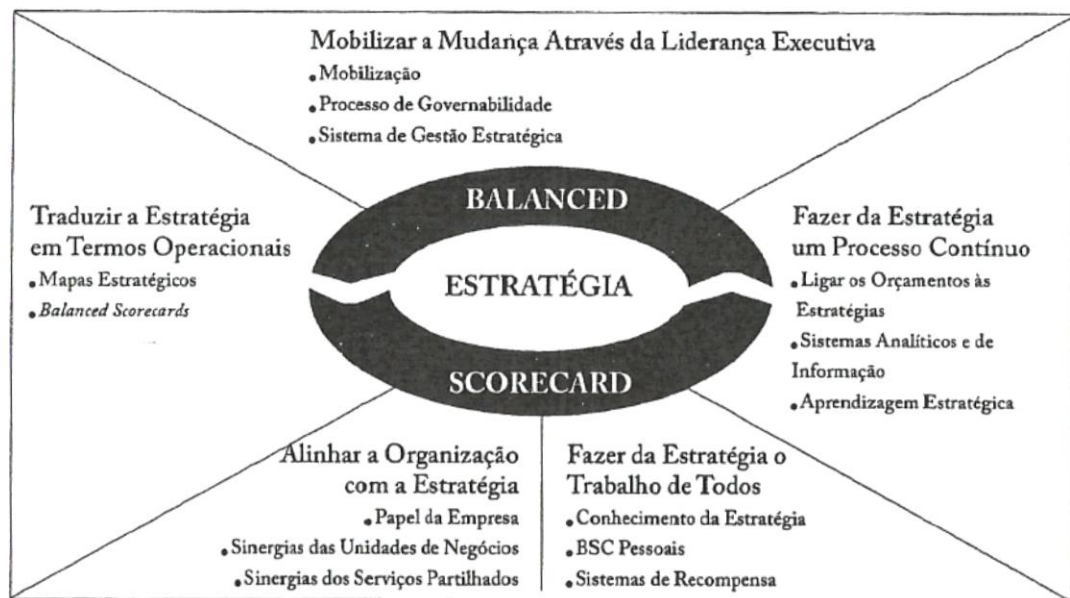 Mobilizar a Mudança Através da Liderança Executiva
•Mobilização
•Processo de Governabilidade
•Sistema de Gestão Estratégica
Traduzir a Estratégia
em Termos Operacionais
•Mapas Estratégicos
•Balanced Scorecards
BALANCED
ESTRATÉGIA
SCORECARD
Fazer da Estratégia
um Processo Contínuo
•Ligar os Orçamentos às
Estratégias
•Sistemas Analíticos e de
Informação
•Aprendizagem Estratégica
Alinhar a Organização
com a Estratégia
•Papel da Empresa
•Sinergias das Unidades de Negócios
•Sinergias dos Serviços Partilhados
Fazer da Estratégia o
Trabalho de Todos
•Conhecimento da Estratégia
•BSC Pessoais
•Sistemas de Recompensa